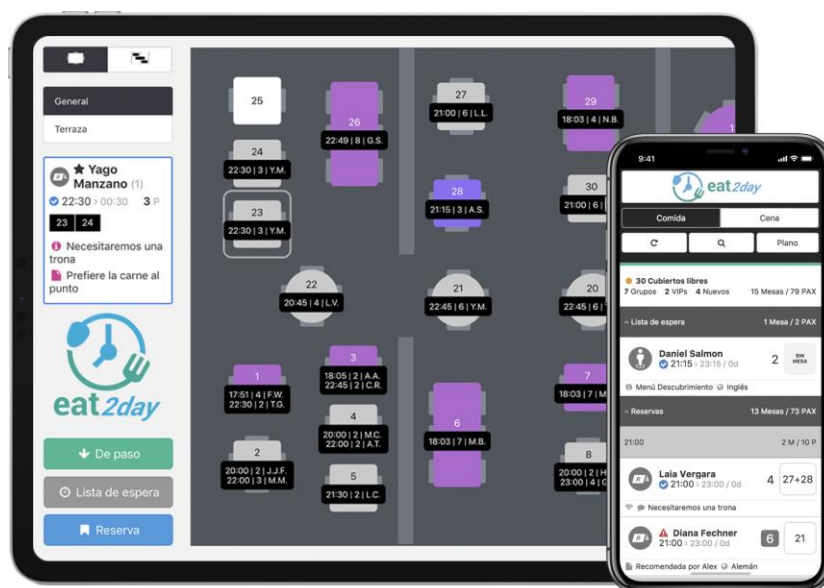 General
Terraza
★ Yago
Manzano (1)
22:30 > 00:30 3 P
23 24
Necesitaremos una
trona
Prefiere la carne al
punto
eat2day
De paso
Lista de espera
Reserva
25
26
22:49 | 8 | G.S.
27
21:00 | 6 | L.L.
29
18:03 | 4 | N.B.
24
22:30 | 3 | Y.M.
23
22:30 | 3 | Y.M.
28
21:15 | 3 | A.S.
30
21:00 | 6 |
22
20:45 | 4 | L.V.
21
22:45 | 6 | Y.M.
20
22:45 | 6 |
1
17:51 | 4 | F.W.
22:30 | 2 | T.G.
3
18:05 | 2 | A.A.
22:45 | 2 | C.R.
4
20:00 | 2 | M.C.
22:00 | 2 | A.T.
6
18:03 | 7 | M.B.
7
18:03 | 7 |
2
20:00 | 2 | J.J.F.
22:00 | 3 | M.M.
5
21:30 | 2 | L.C.
8
20:00 | 2 |
23:00 | 4 |
9:41
eat2day
Comida Cena
Plano
30 Cubiertos libres
7 Grupos 2 VIPs 4 Nuevos 15 Mesas / 79 PAX
Lista de espera 1 Mesa / 2 PAX
Daniel Salmon
21:15 > 23:15 / 0d 2 SIN MESA
Menú Descubrimiento Inglés
Reservas 13 Mesas / 73 PAX
21:00 2 M / 10 P
Laia Vergara
21:00 > 23:00 / 0d 4 27+28
Necesitaremos una trona
Diana Fechner
21:00 > 23:00 / 0d 6 21
Recomendada por Alex Alemán